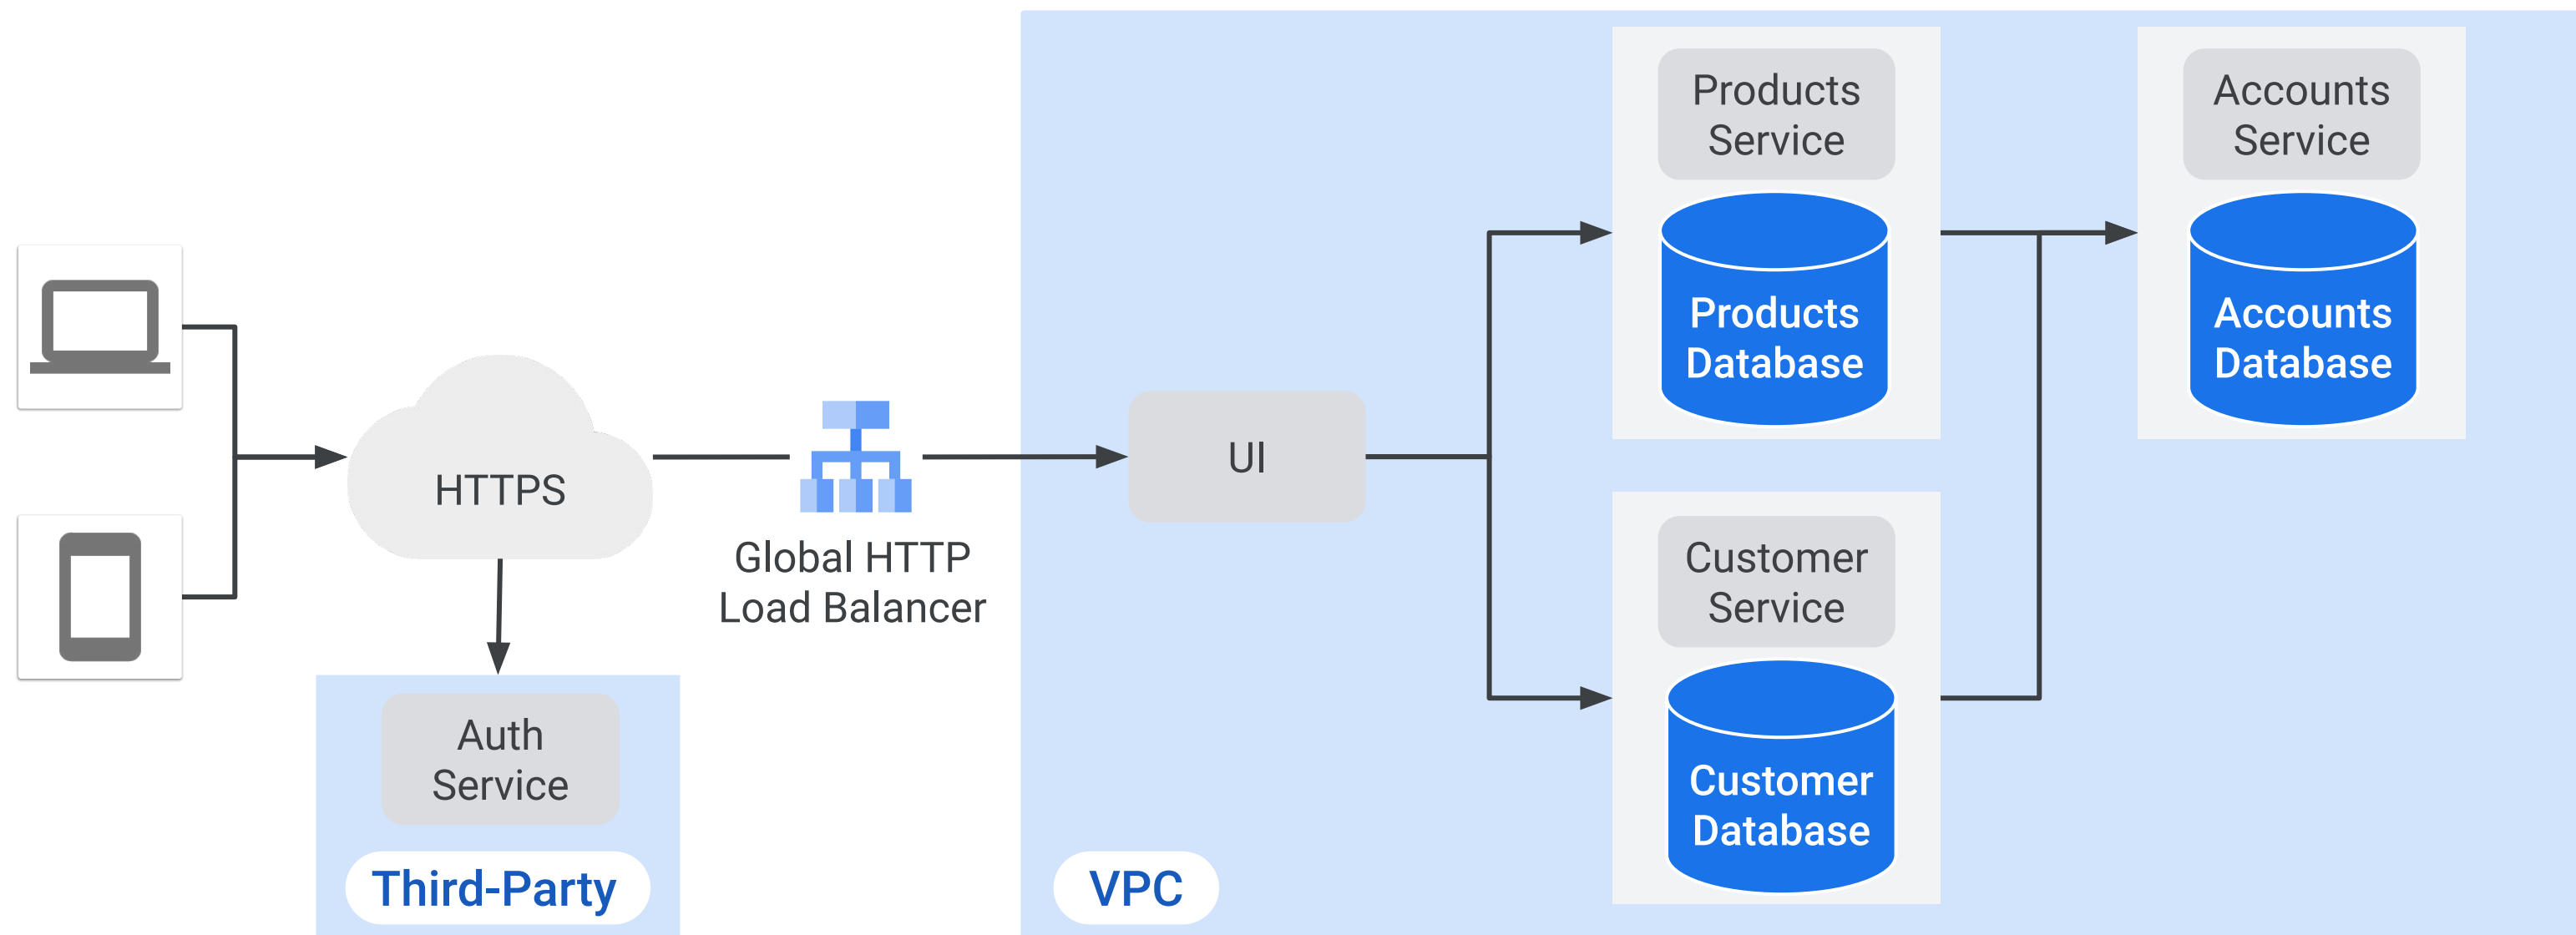 HTTPS
Auth
Service
Third-Party
Global HTTP
Load Balancer
VPC
UI
Products
Service
Products
Database
Customer
Service
Customer
Database
Accounts
Service
Accounts
Database